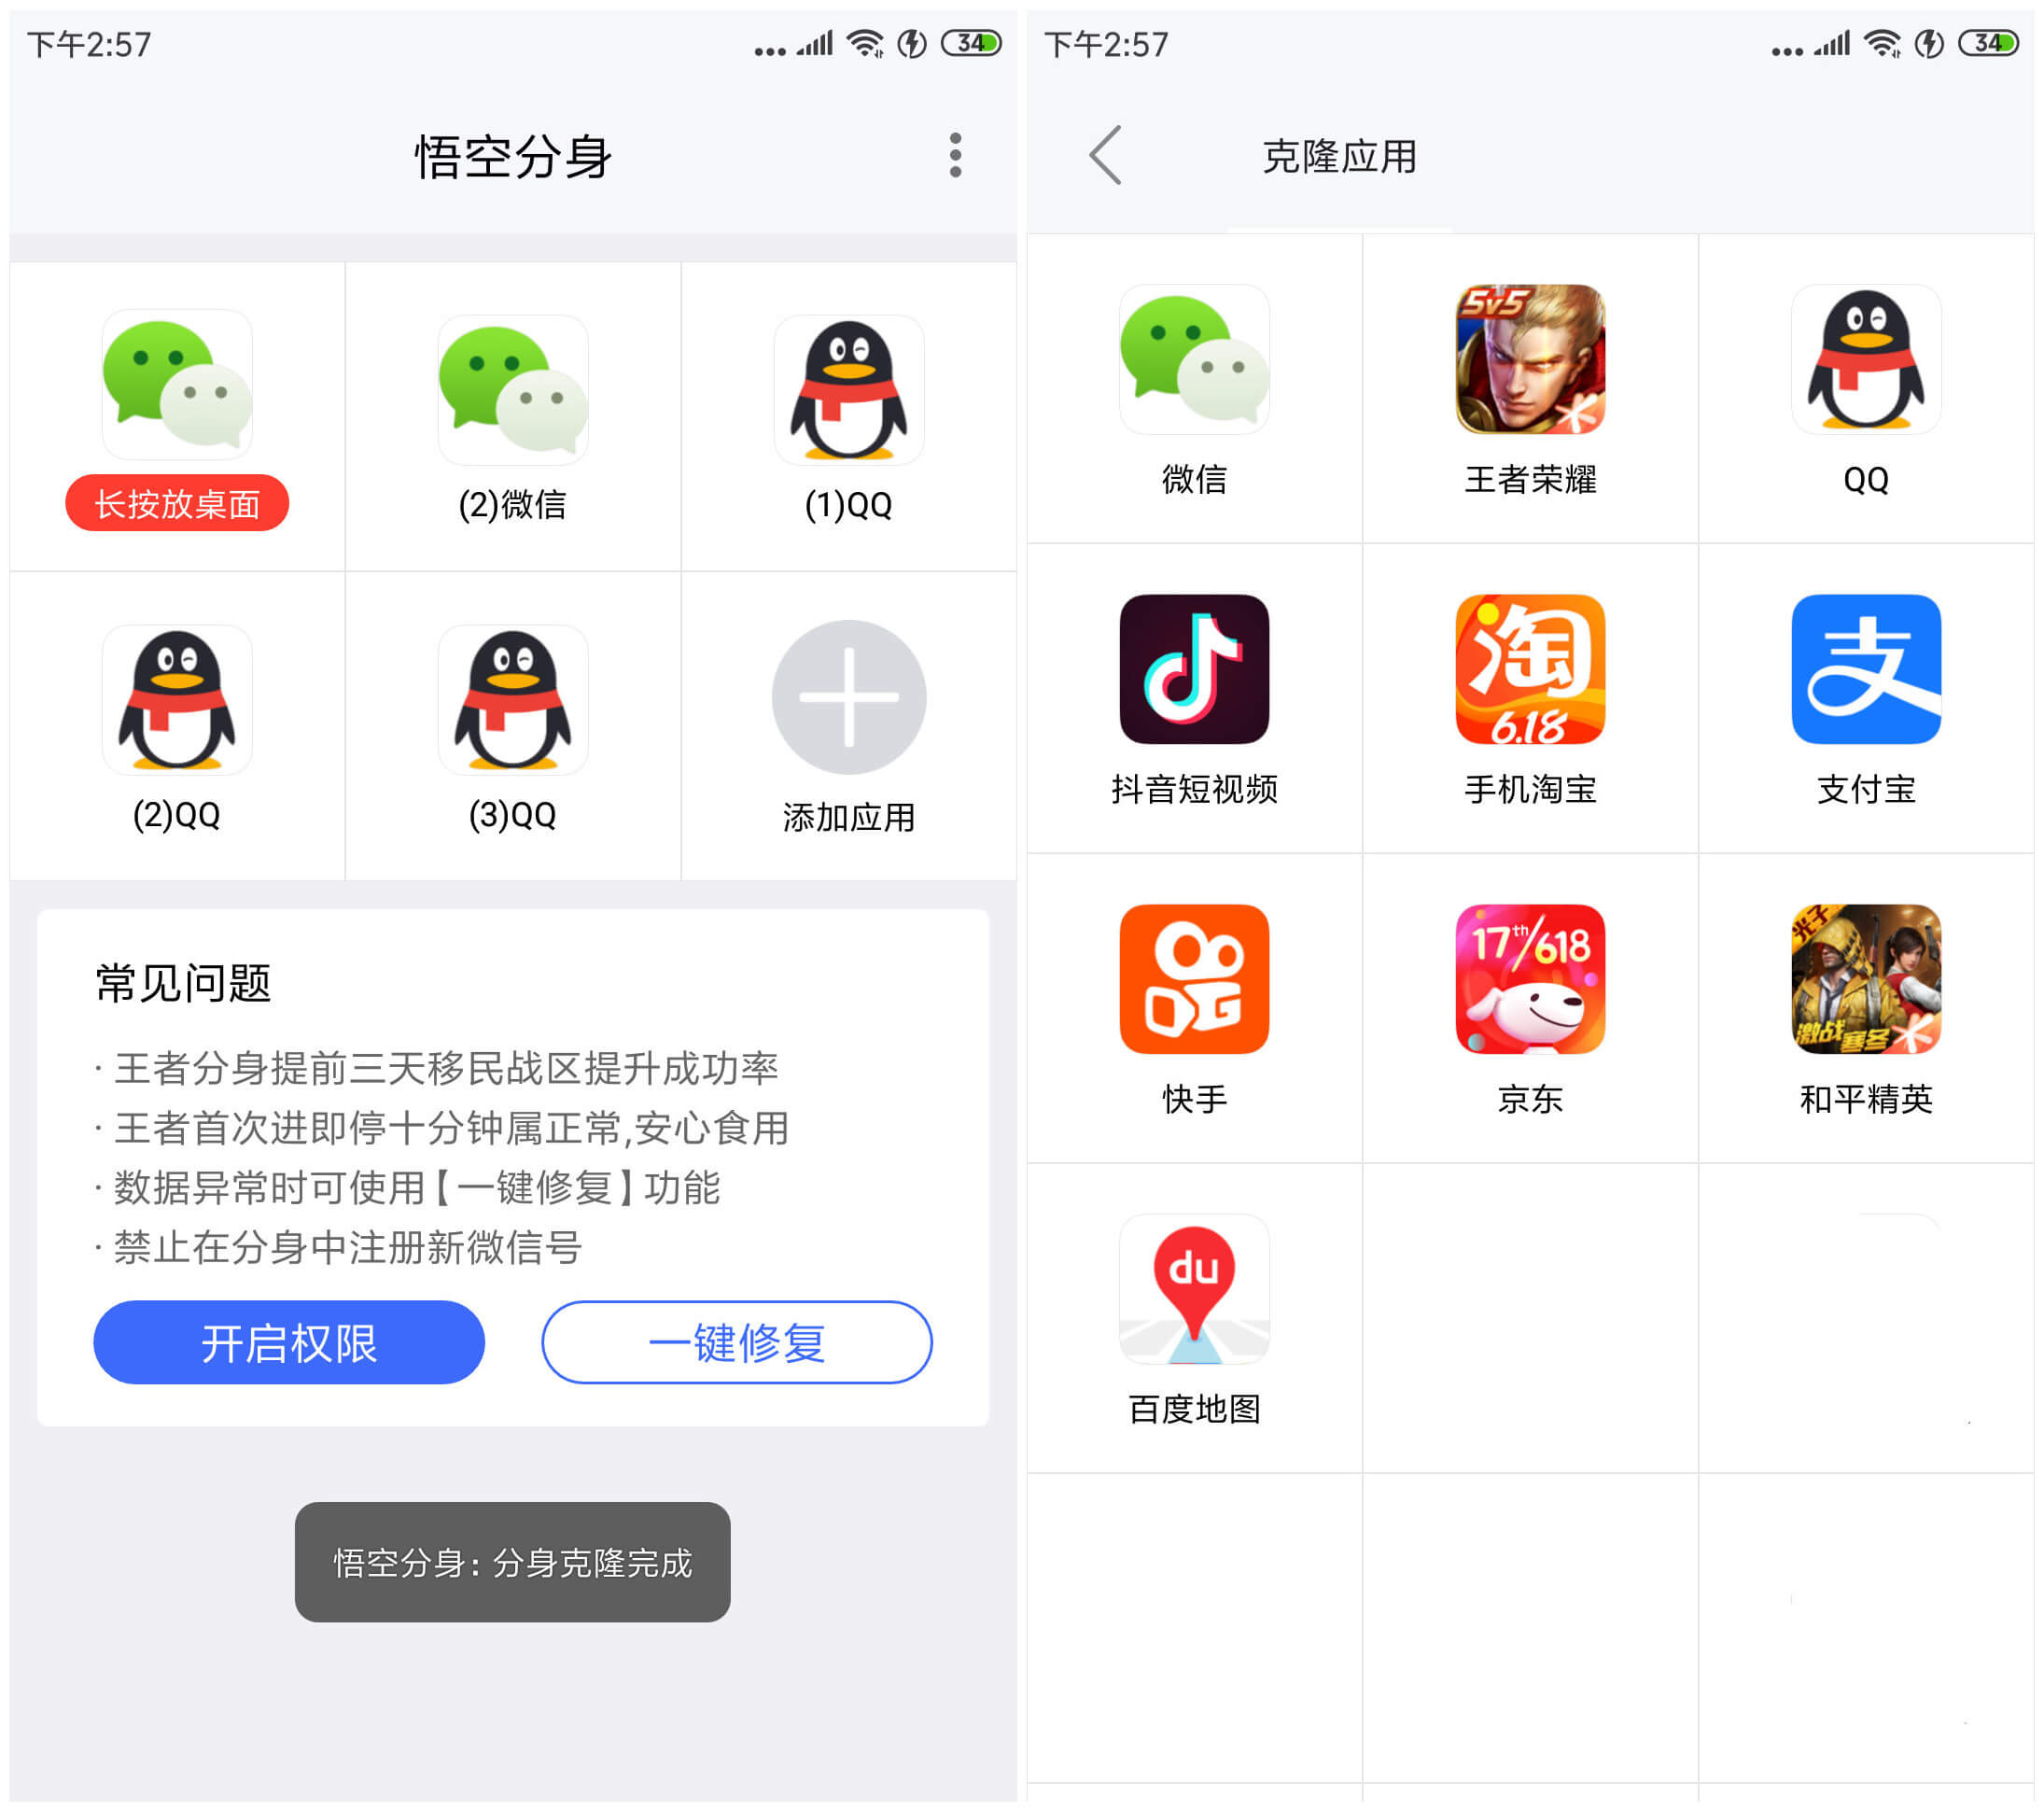 下午2:57
34
悟空分身
长按放桌面
(2)微信
(1)QQ
(2)QQ
(3)QQ
添加应用
常见问题
· 王者分身提前三天移民战区提升成功率
· 王者首次进即停十分钟属正常,安心食用
· 数据异常时可使用【一键修复】功能
· 禁止在分身中注册新微信号
开启权限
一键修复
悟空分身: 分身克隆完成
下午2:57
34
克隆应用
5v5
微信
王者荣耀
QQ
淘
6.18
支
抖音短视频
手机淘宝
支付宝
17th/618
光子
激战寒冬
快手
京东
和平精英
du
百度地图